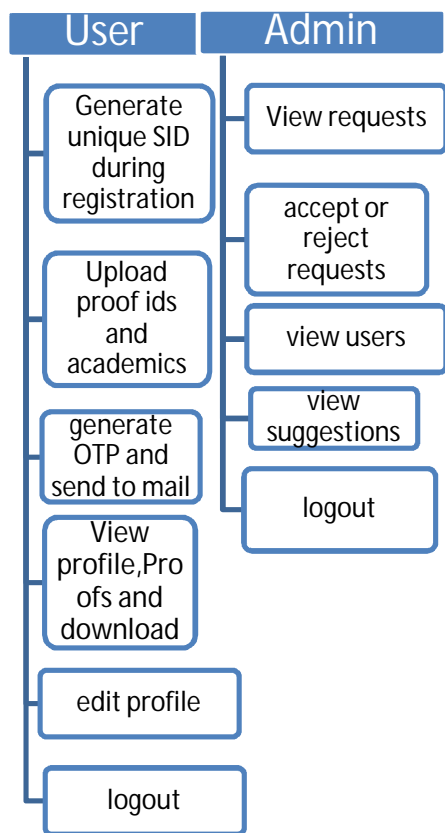 User
Generate
unique SID
during
registration
Upload
proof ids
and
academics
generate
OTP and
send to mail
View
profile,Pro
ofs and
download
edit profile
logout
Admin
View requests
accept or
reject
requests
view users
view
suggestions
logout